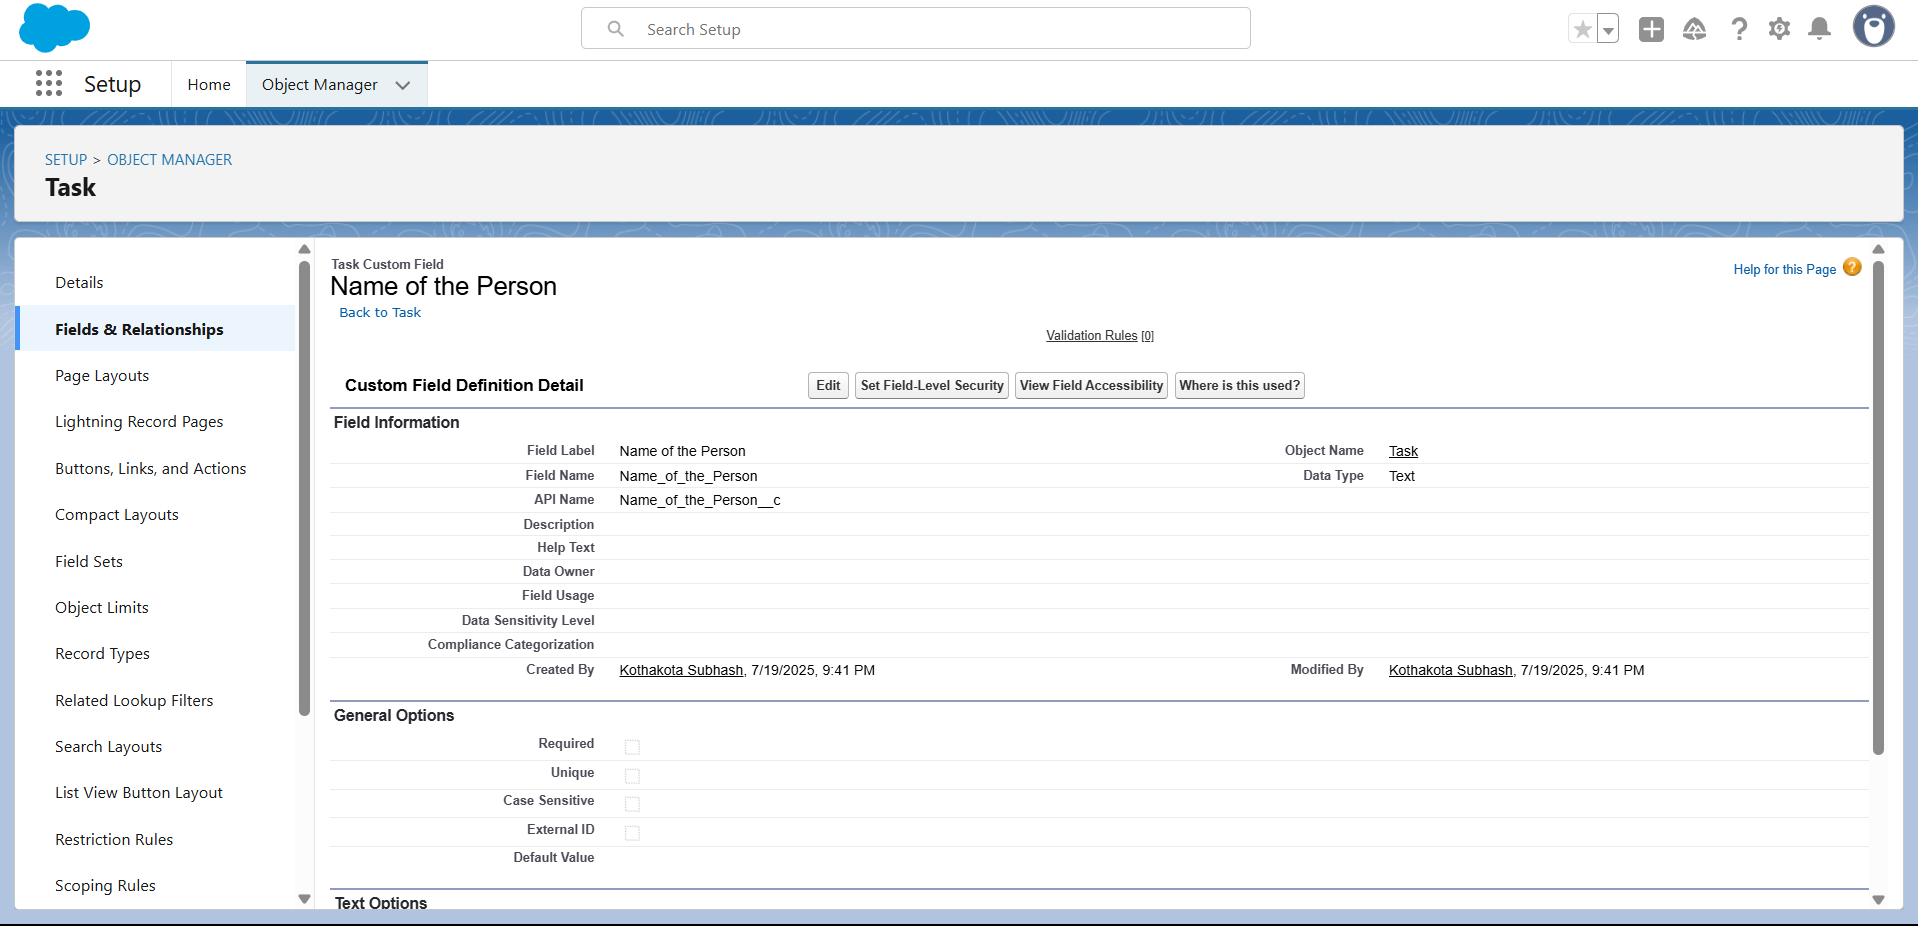 Search Setup
Setup
Home
Object Manager
SETUP > OBJECT MANAGER
Task
Details
Fields & Relationships
Page Layouts
Lightning Record Pages
Buttons, Links, and Actions
Compact Layouts
Field Sets
Object Limits
Record Types
Related Lookup Filters
Search Layouts
List View Button Layout
Restriction Rules
Scoping Rules
Task Custom Field
Name of the Person
Help for this Page ?
Back to Task
Validation Rules [0]
Custom Field Definition Detail
Edit
Set Field-Level Security
View Field Accessibility
Where is this used?
Field Information
Field Label Name of the Person Object Name Task
Field Name Name_of_the_Person Data Type Text
API Name Name_of_the_Person__c
Description
Help Text
Data Owner
Field Usage
Data Sensitivity Level
Compliance Categorization
Created By Kothakota Subhash, 7/19/2025, 9:41 PM Modified By Kothakota Subhash, 7/19/2025, 9:41 PM
General Options
Required
Unique
Case Sensitive
External ID
Default Value
Text Options